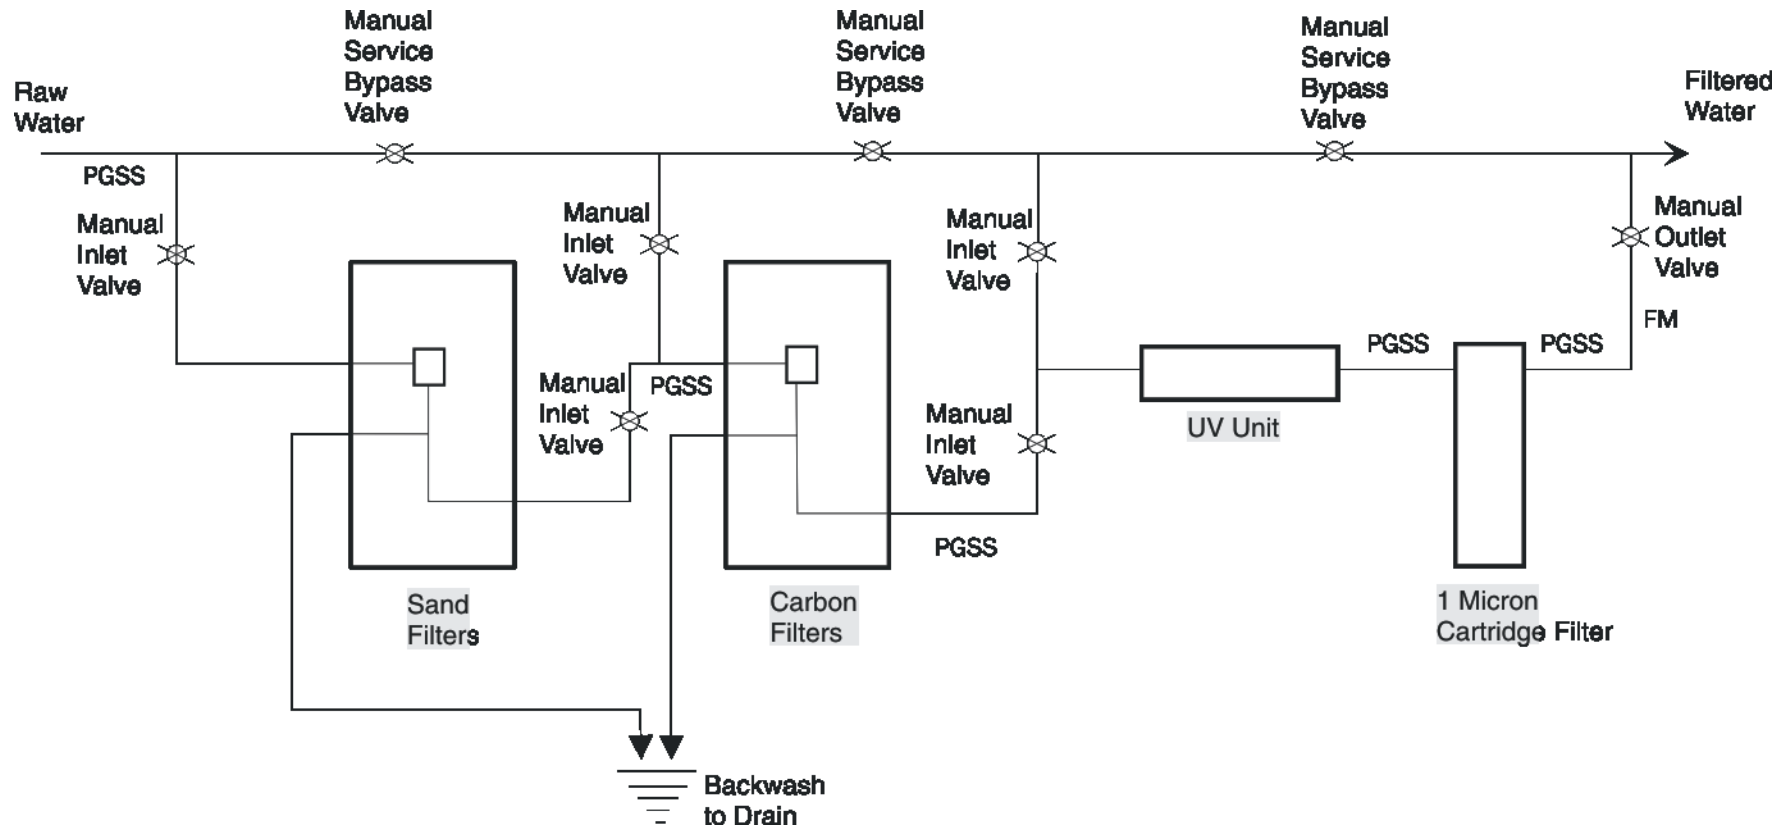 Manual
Service
Bypass
Valve
Manual
Service
Bypass
Valve
Manual
Service
Bypass
Valve
Raw
Water
Filtered
Water
PGSS
Manual
Inlet
Valve
Manual
Inlet
Valve
Manual
Inlet
Valve
Manual
Outlet
Valve
FM
Manual
Inlet
Valve
PGSS
Manual
Inlet
Valve
PGSS
PGSS
PGSS
UV Unit
Sand
Filters
Carbon
Filters
1 Micron
Cartridge Filter
Backwash
to Drain